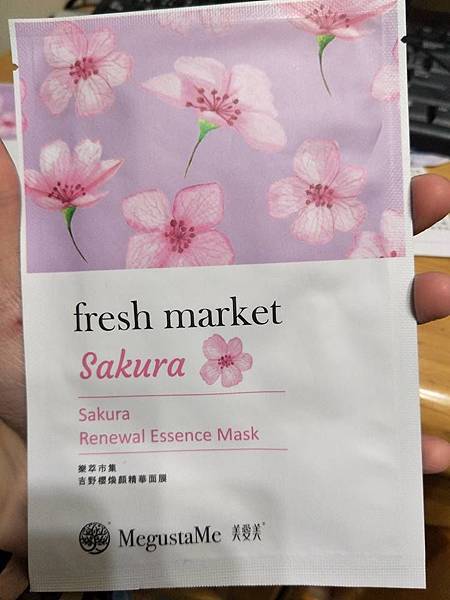 fresh market
Sakura
Sakura
Renewal Essence Mask
樂萃市集
吉野櫻煥顏精華面膜
MegustaMe 美愛美